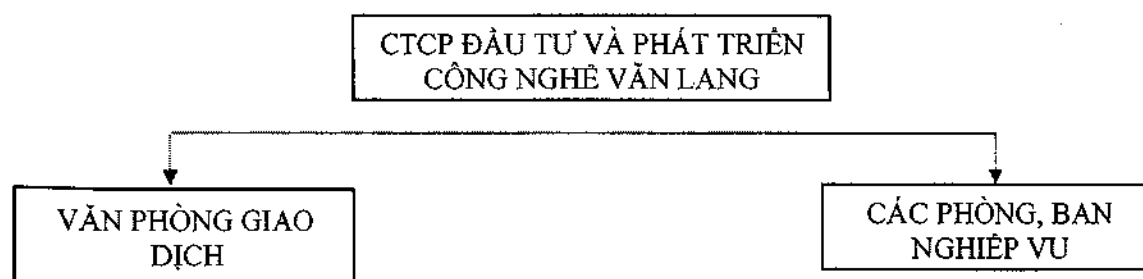 CTCP ĐẦU TƯ VÀ PHÁT TRIỂN
CÔNG NGHỆ VĂN LANG
VĂN PHÒNG GIAO
DỊCH
CÁC PHÒNG, BAN
NGHIỆP VỤ